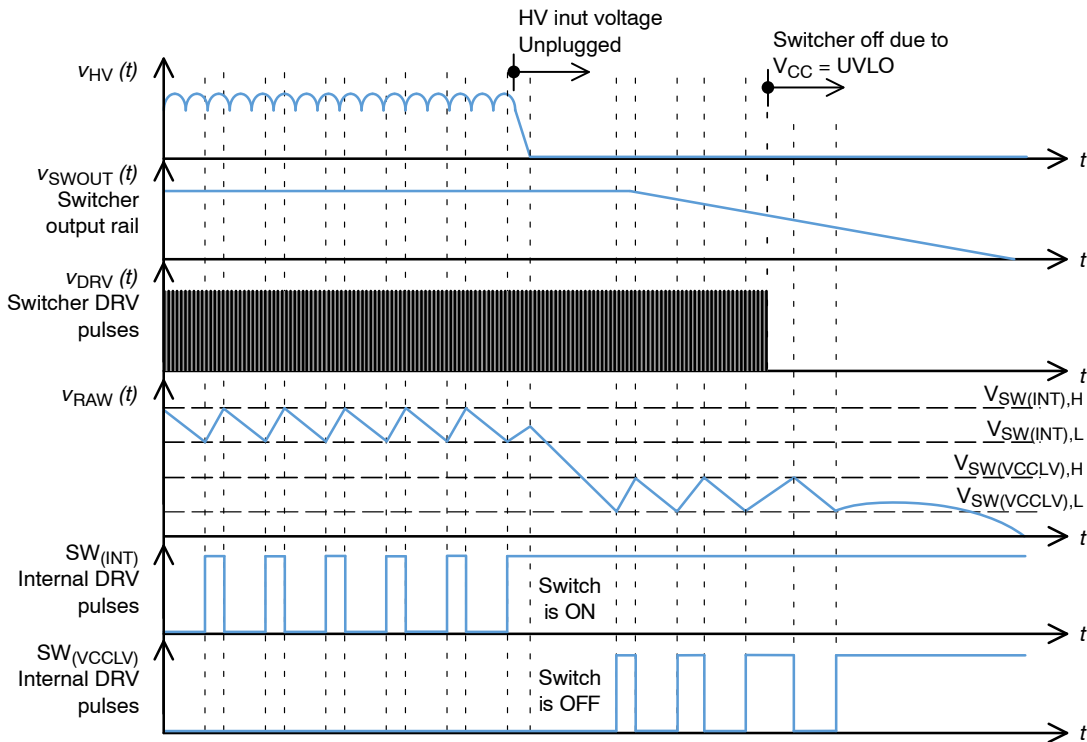 HV inut voltage
Unplugged
Switcher off due to
VCC = UVLO
vHV (t)
t
vSWOUT (t)
Switcher
output rail
t
vDRV (t)
Switcher DRV
pulses
t
vRAW (t)
VSW(INT),H
VSW(INT),L
VSW(VCCLV),H
VSW(VCCLV),L
t
SW(INT)
Internal DRV
pulses
Switch
is ON
t
SW(VCCLV)
Internal DRV
pulses
Switch
is OFF
t